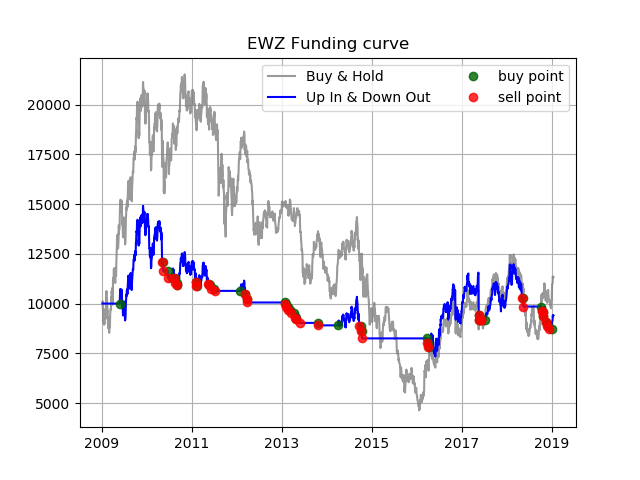 EWZ Funding curve
Buy & Hold
Up In & Down Out
buy point
sell point
20000
17500
15000
12500
10000
7500
5000
2009 2011 2013 2015 2017 2019